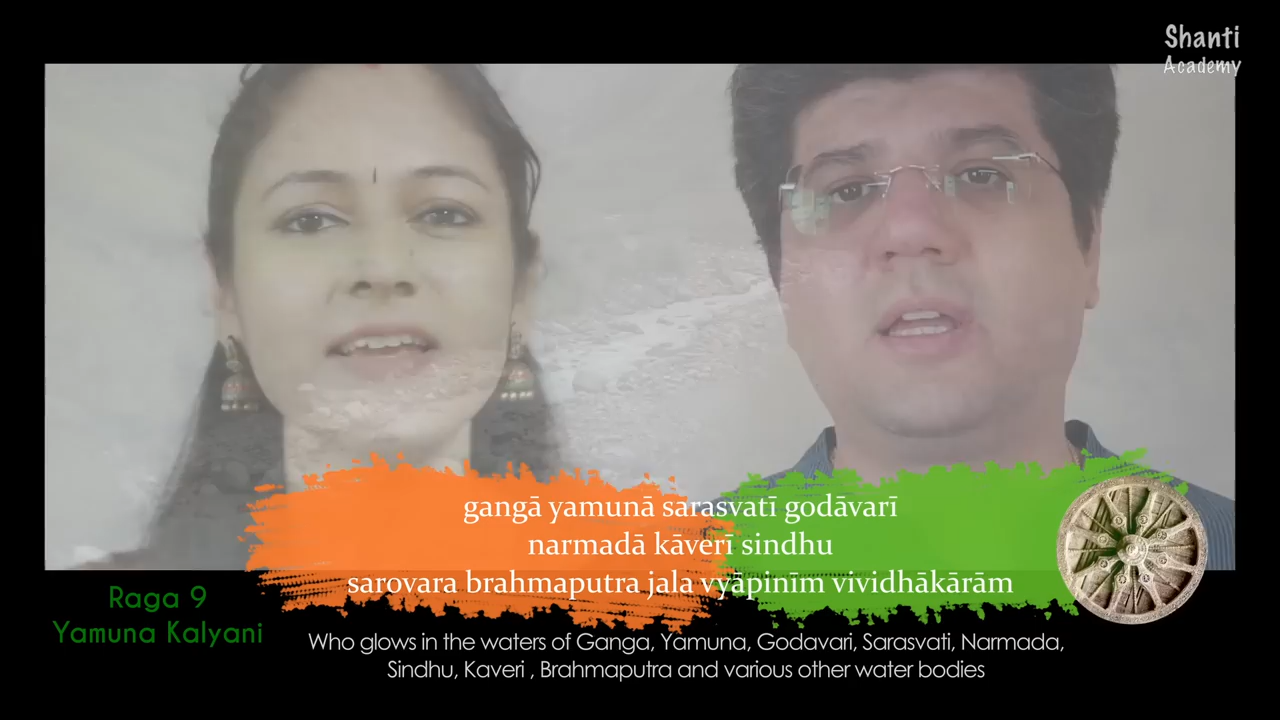 Shanti
Academy
gangā yamunā sarasvatī godāvarī
narmadā kāverī sindhu
sarovara brahmaputra jala vyāpinīm vividhākārām
Raga 9
Yamuna Kalyani
Who glows in the waters of Ganga, Yamuna, Godavari, Sarasvati, Narmada,
Sindhu, Kaveri , Brahmaputra and various other water bodies